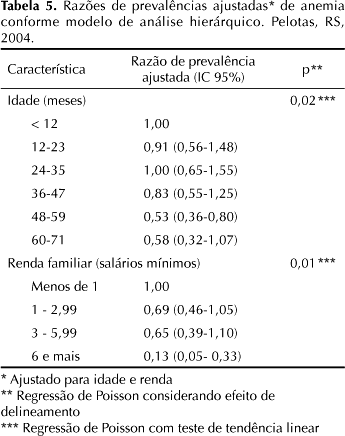 Tabela 5. Razões de prevalências ajustadas* de anemia
conforme modelo de análise hierárquico. Pelotas, RS,
2004.
Característica Razão de prevalência ajustada (IC 95%) p**
Idade (meses) 0,02***
< 12 1,00
12-23 0,91 (0,56-1,48)
24-35 1,00 (0,65-1,55)
36-47 0,83 (0,55-1,25)
48-59 0,53 (0,36-0,80)
60-71 0,58 (0,32-1,07)
Renda familiar (salários mínimos) 0,01***
Menos de 1 1,00
1 - 2,99 0,69 (0,46-1,05)
3 - 5,99 0,65 (0,39-1,10)
6 e mais 0,13 (0,05- 0,33)
* Ajustado para idade e renda
** Regressão de Poisson considerando efeito de
delineamento
*** Regressão de Poisson com teste de tendência linear